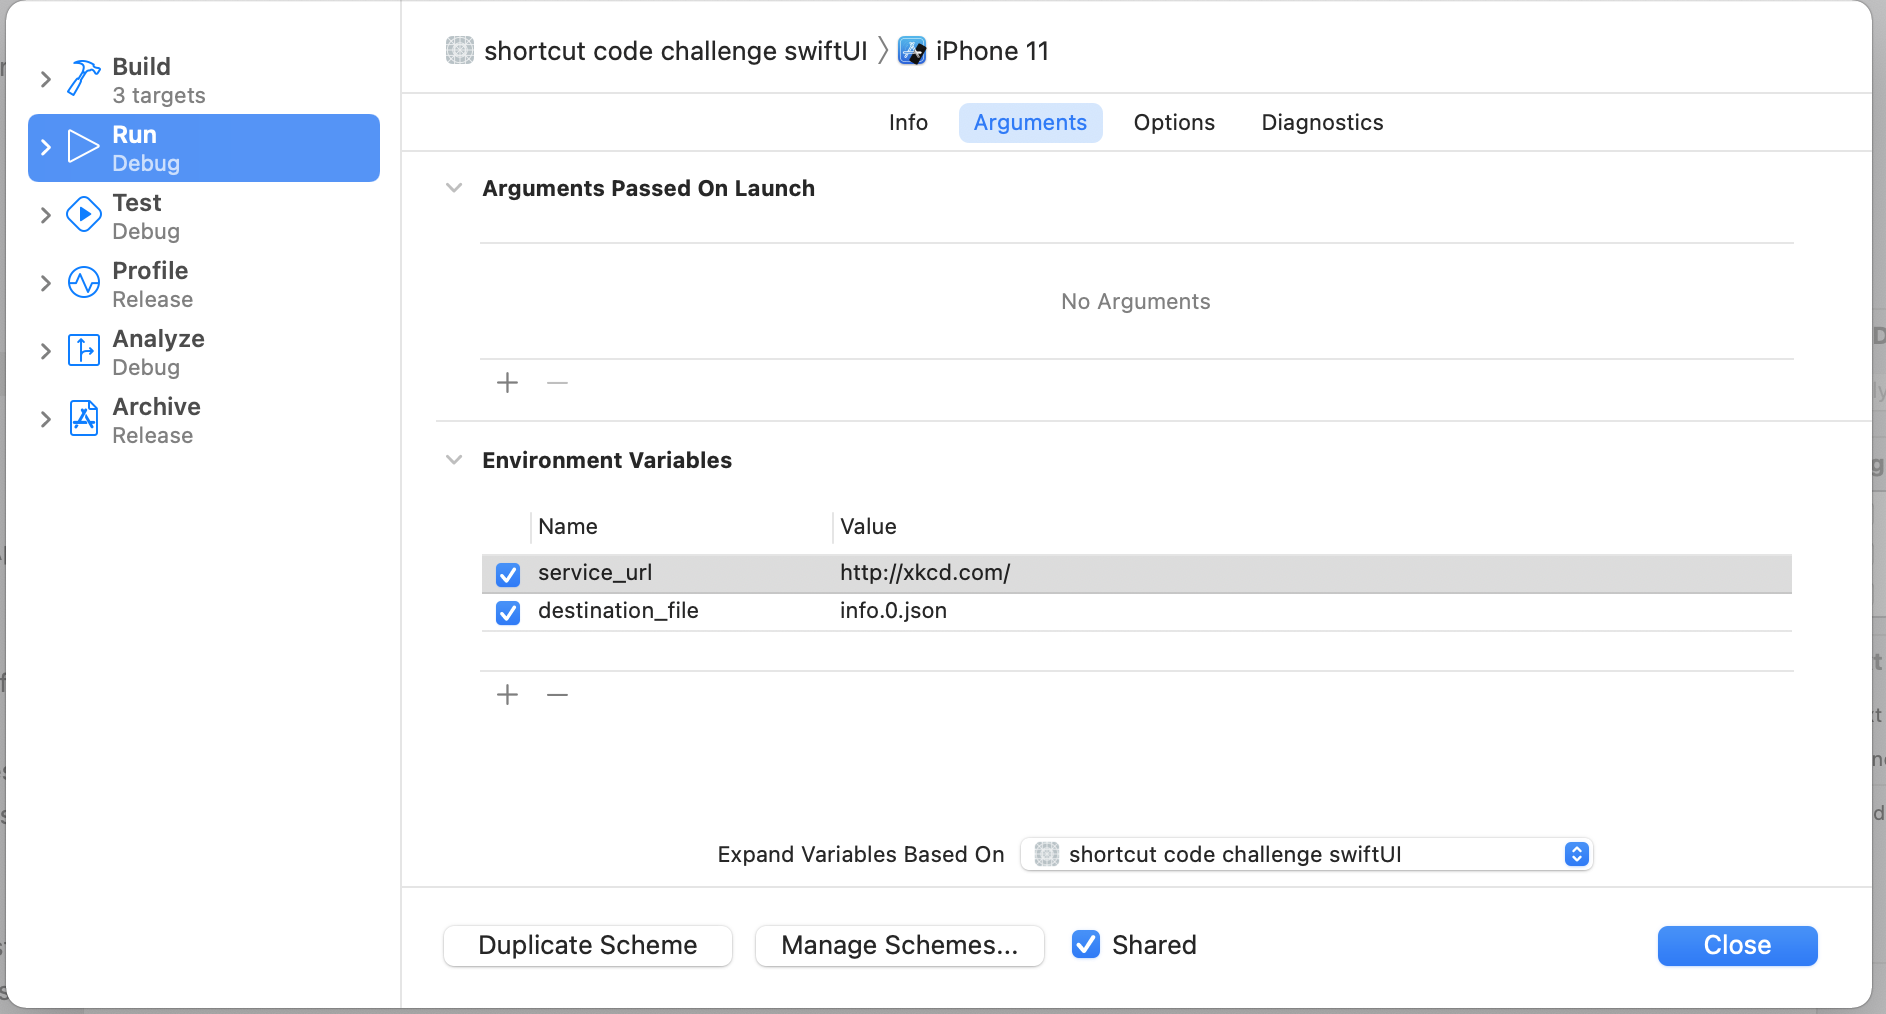 Build
3 targets
Run
Debug
Test
Debug
Profile
Release
Analyze
Debug
Archive
Release
shortcut code challenge swiftUI
iPhone 11
Info
Arguments
Options
Diagnostics
Arguments Passed On Launch
No Arguments
Environment Variables
Name
Value
service_url
http://xkcd.com/
destination_file
info.0.json
Expand Variables Based On
shortcut code challenge swiftUI
Duplicate Scheme
Manage Schemes...
Shared
Close